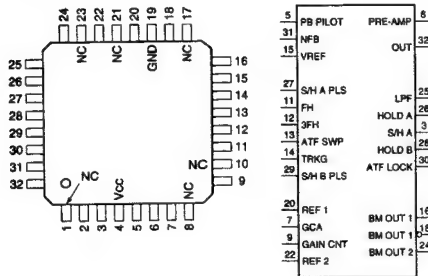 24 23 22 21 20 19 18 17
NC NC GND NC
25 16
26 15
27 14
28 13
29 12
30 11
31 NC 10
32 9
NC
VCC NC
1 2 3 4 5 6 7 8
5 PB PILOT PRE-AMP 6
31 NFB OUT 32
15 VREF
27 S/H A PLS LPF 25
11 FH HOLD A 26
12 3FH S/H A 3
13 ATF SWP HOLD B 28
14 TRKG ATF LOCK 30
29 S/H B PLS
20 REF 1 BM OUT 1 16
7 GCA BM OUT 1 18
9 GAIN CNT BM OUT 2 24
22 REF 2